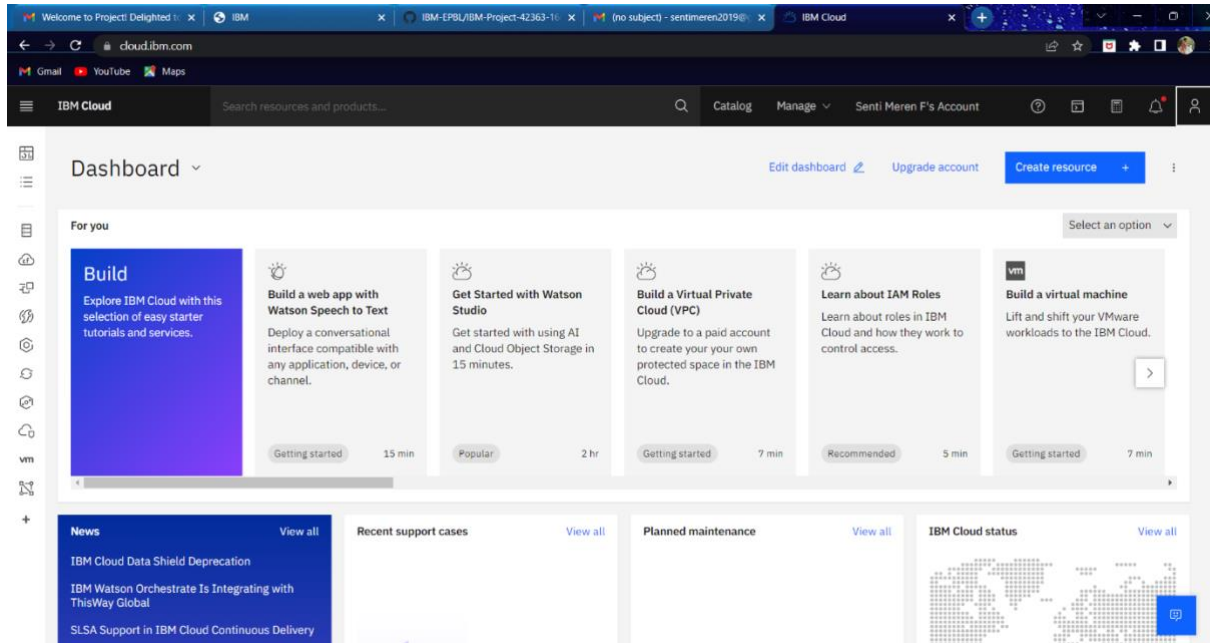 Welcome to Project! Delighted to
IBM
IBM-EPBL/IBM-Project-42363-16
(no subject) - sentimeren2019@
IBM Cloud
cloud.ibm.com
Gmail
YouTube
Maps
IBM Cloud
Search resources and products...
Catalog
Manage
Senti Meren F's Account
Dashboard
Edit dashboard
Upgrade account
Create resource +
For you
Select an option
Build
Explore IBM Cloud with this
selection of easy starter
tutorials and services.
Build a web app with
Watson Speech to Text
Deploy a conversational
interface compatible with
any application, device, or
channel.
Getting started
15 min
Get Started with Watson
Studio
Get started with using AI
and Cloud Object Storage in
15 minutes.
Popular
2 hr
Build a Virtual Private
Cloud (VPC)
Upgrade to a paid account
to create your your own
protected space in the IBM
Cloud.
Getting started
7 min
Learn about IAM Roles
Learn about roles in IBM
Cloud and how they work to
control access.
Recommended
5 min
vm
Build a virtual machine
Lift and shift your VMware
workloads to the IBM Cloud.
Getting started
7 min
vm
News
View all
IBM Cloud Data Shield Deprecation
IBM Watson Orchestrate Is Integrating with
ThisWay Global
SLSA Support in IBM Cloud Continuous Delivery
Recent support cases
View all
Planned maintenance
View all
IBM Cloud status
View all